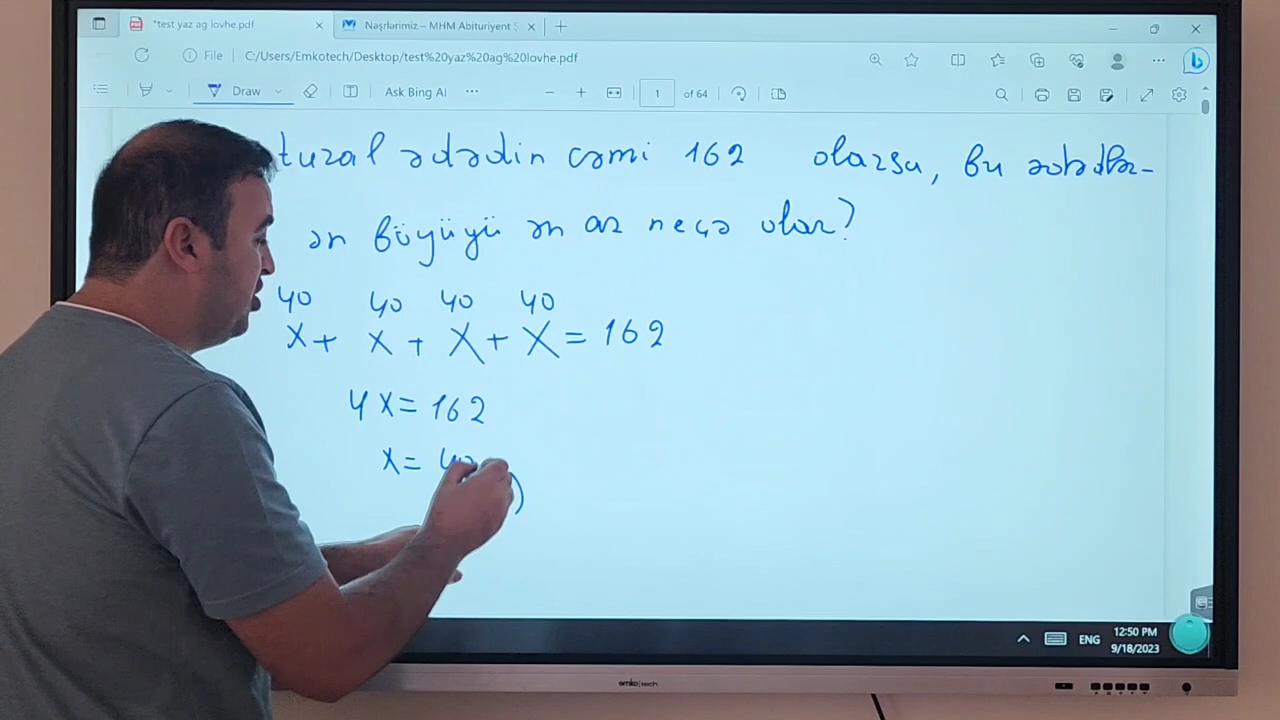 *test yaz ag lovhe.pdf
Nəşrlərimiz – MHM Abituriyent
File C:/Users/Emkotech/Desktop/test%20yaz%20ag%20lovhe.pdf
Draw Ask Bing AI 1 of 64
ədədin cəmi 162 olarsa, bu
ən böyüyü ən az neçə olar?
40 40 40 40
X + X + X + X = 162
4X = 162
X = 40
ENG 12:50 PM
9/18/2023
emkotech